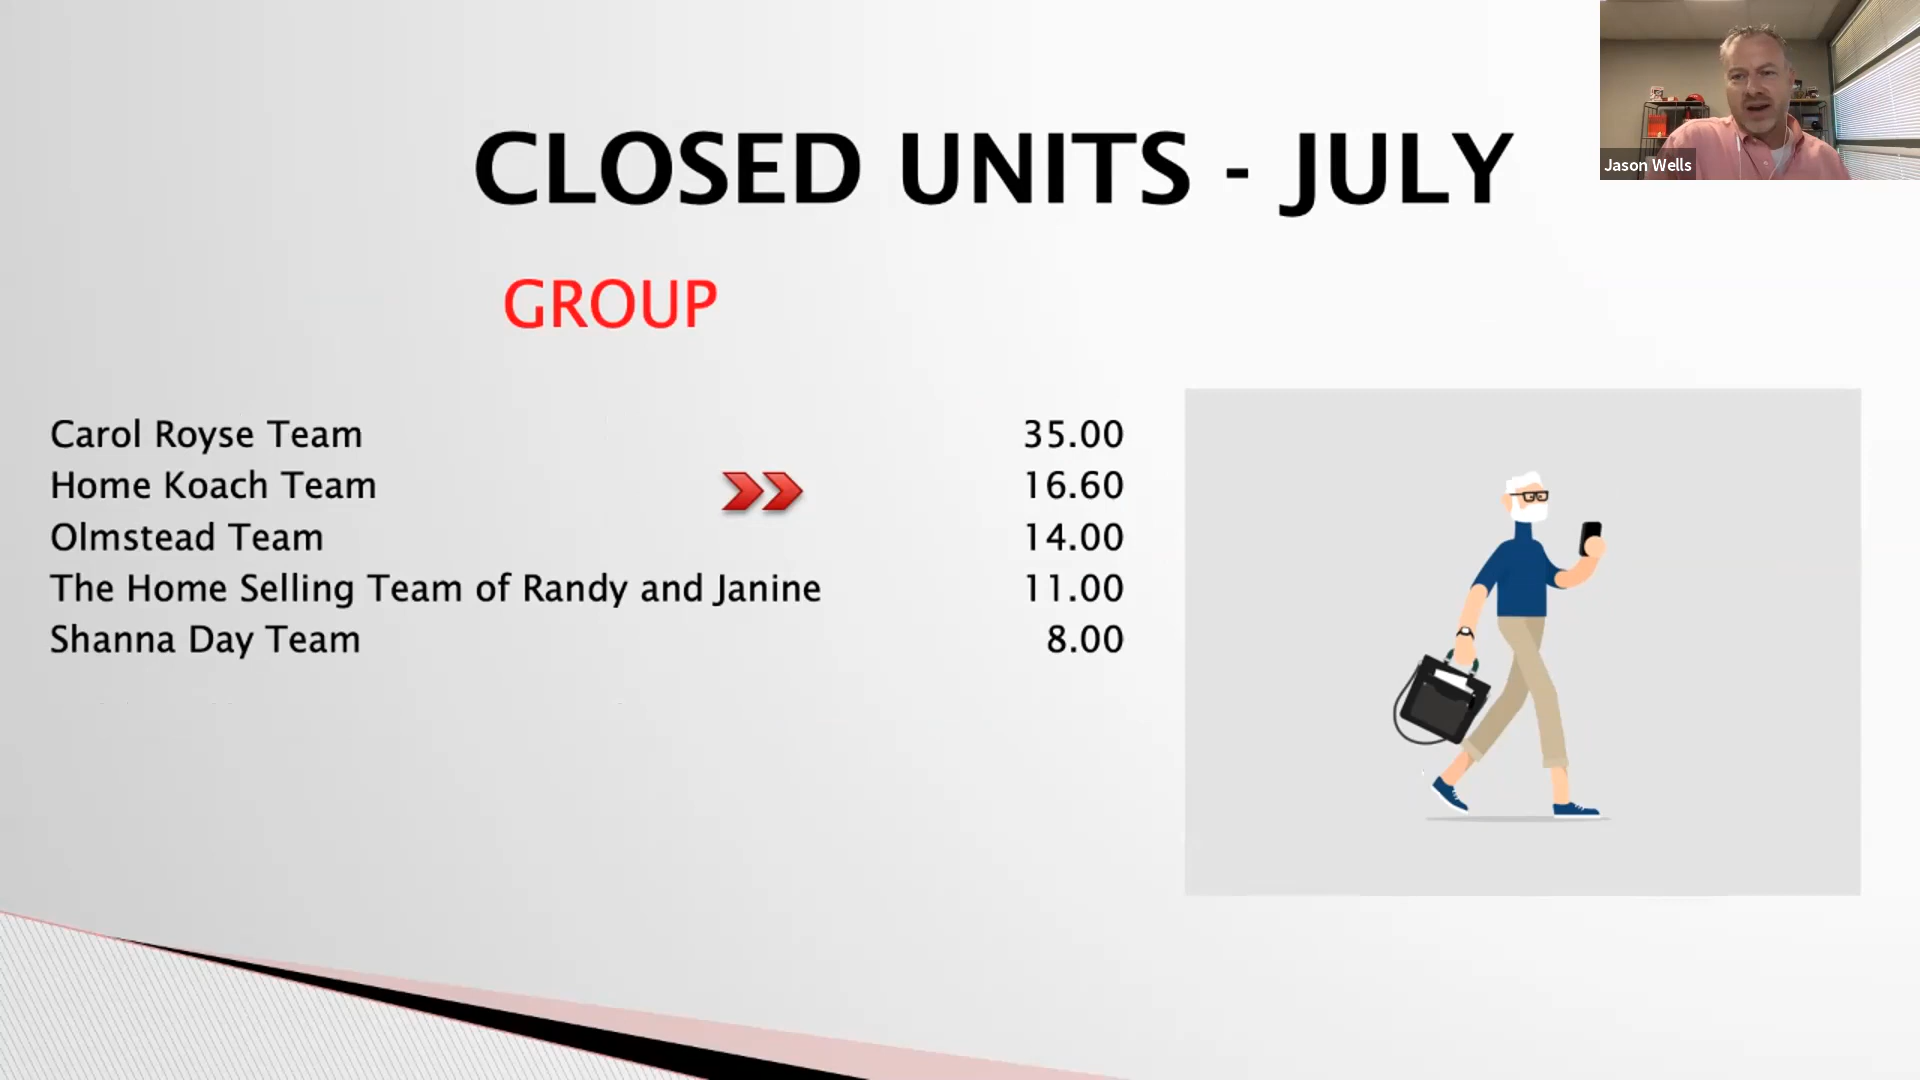 CLOSED UNITS - JULY
GROUP
Carol Royse Team 35.00
Home Koach Team 16.60
Olmstead Team 14.00
The Home Selling Team of Randy and Janine 11.00
Shanna Day Team 8.00
Jason Wells